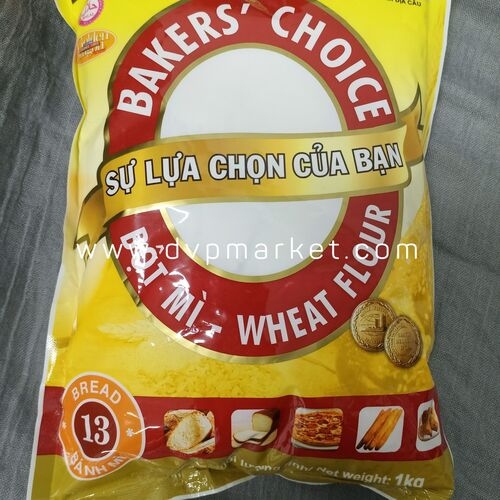 BAKERS' CHOICE
SỰ LỰA CHỌN CỦA BẠN
BỘT MÌ - WHEAT FLOUR
www.dvpmarket.com
BREAD
13
BÁNH MÌ
Net Weight: 1kg